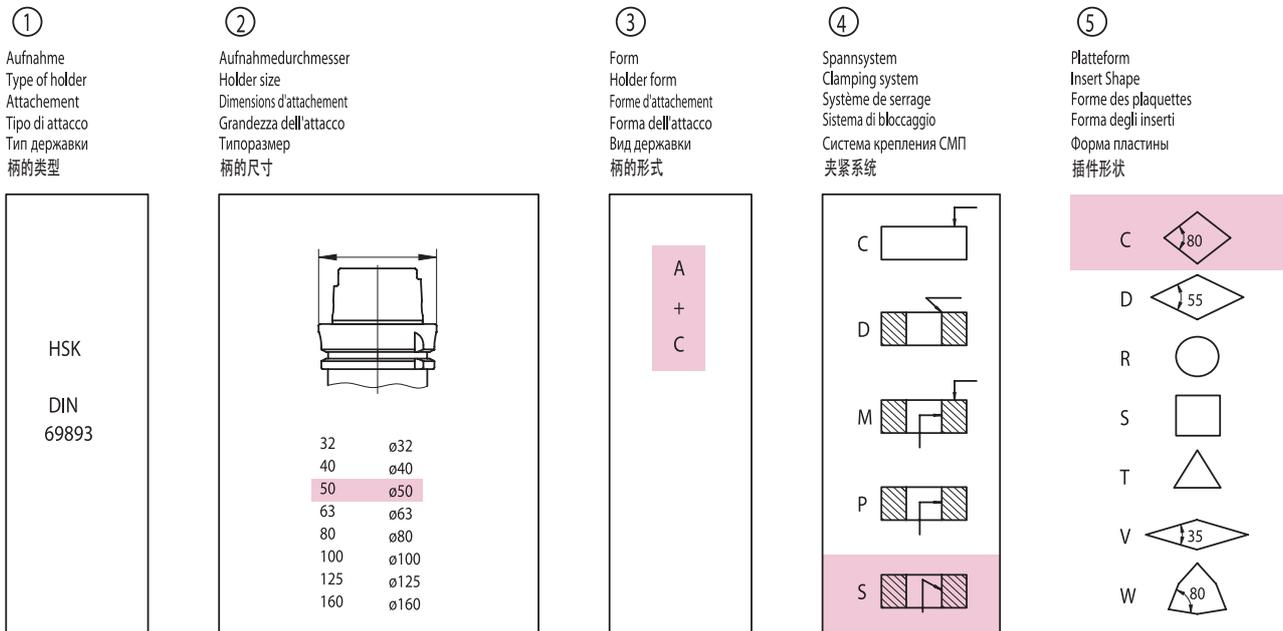 1
Aufnahme
Type of holder
Attachement
Tipo di attacco
Тип державки
柄的类型
HSK
DIN
69893
2
Aufnahmedurchmesser
Holder size
Dimensions d'attachement
Grandezza dell'attacco
Типоразмер
柄的尺寸
32 ø32
40 ø40
50 ø50
63 ø63
80 ø80
100 ø100
125 ø125
160 ø160
3
Form
Holder form
Forme d'attachement
Forma dell'attacco
Вид державки
柄的形式
A
+
C
4
Spannsystem
Clamping system
Système de serrage
Sistema di bloccaggio
Система крепления СМП
夹紧系统
C
D
M
P
S
5
Platteform
Insert Shape
Forme des plaquettes
Forma degli inserti
Форма пластины
插件形状
C 80
D 55
R
S
T
V 35
W 80